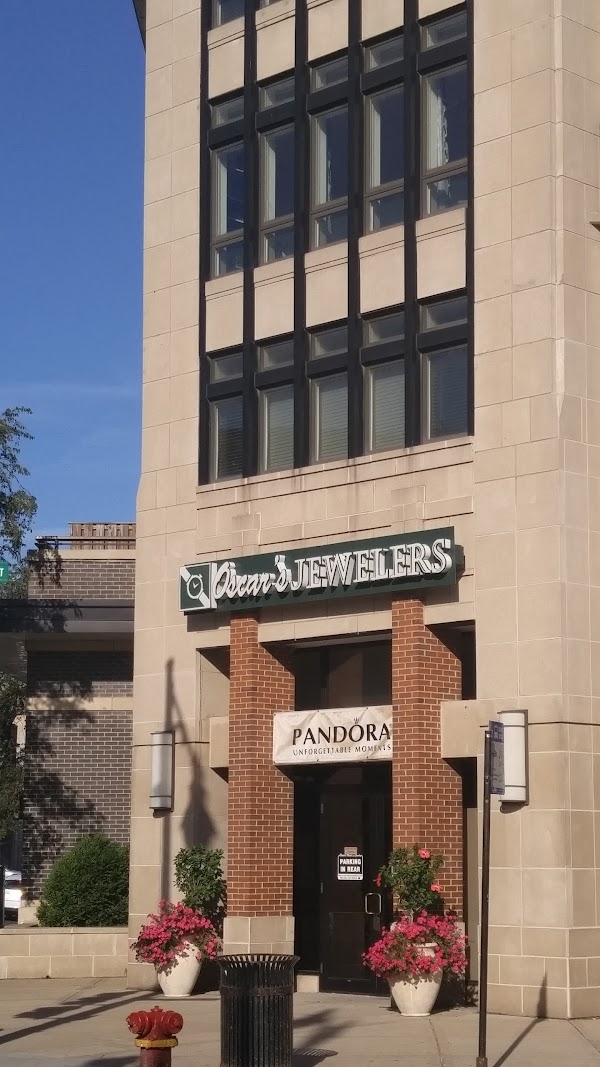 Oscar's JEWELERS
PANDORA
UNFORGETTABLE MOMENTS
PARKING
IN REAR